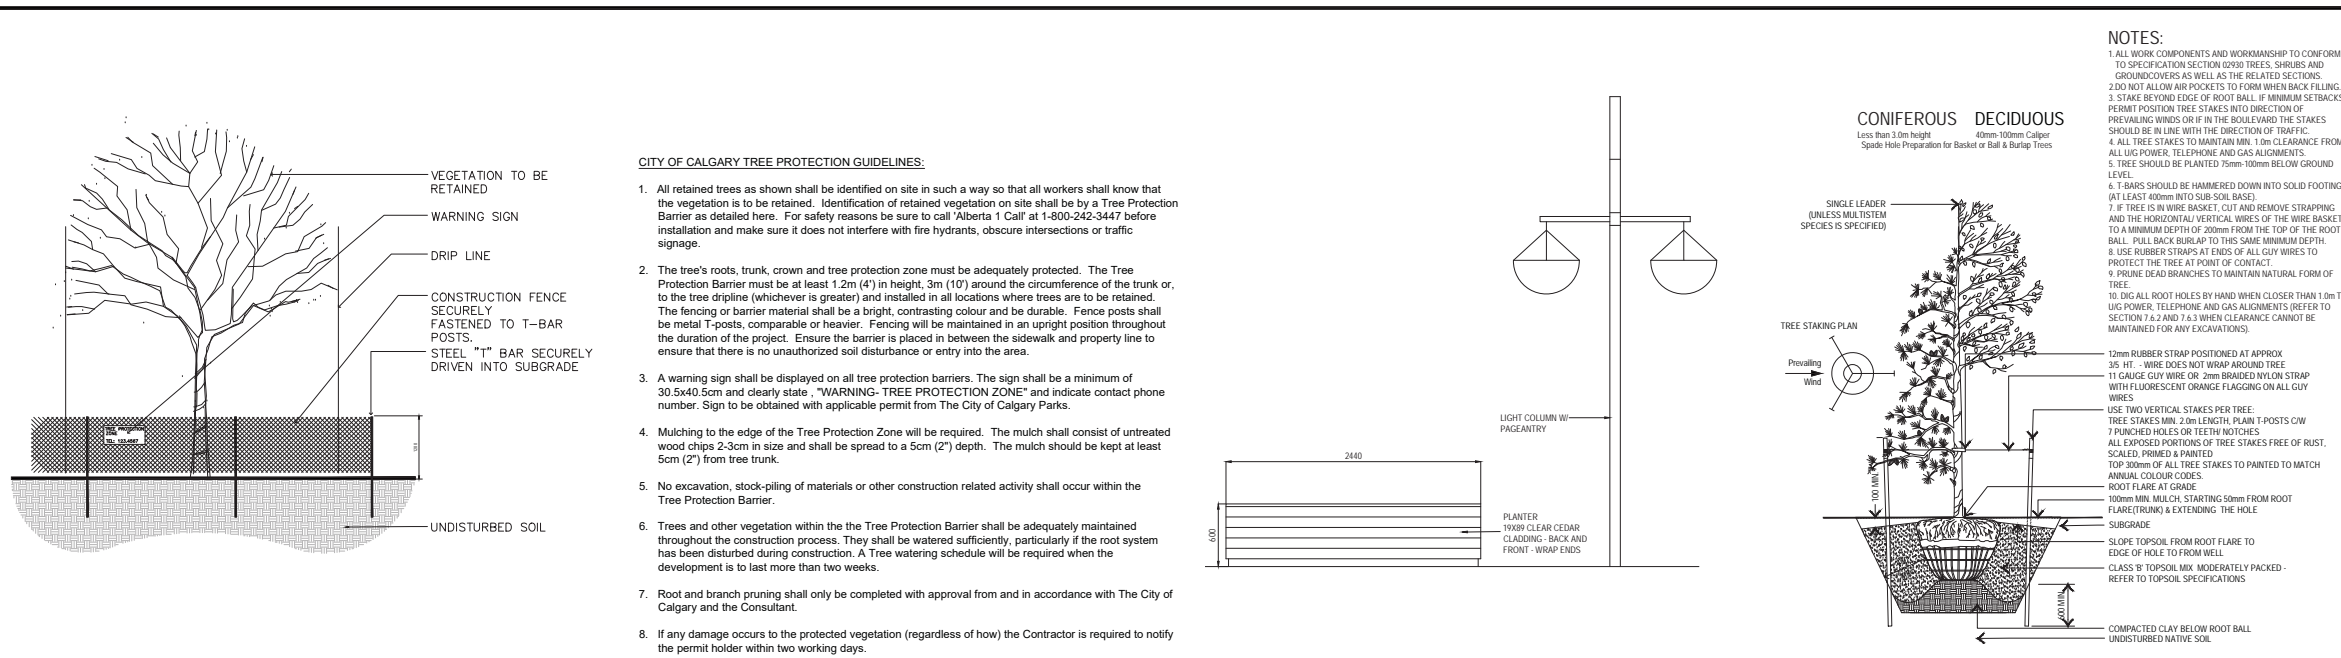 VEGETATION TO BE
RETAINED
WARNING SIGN
DRIP LINE
CONSTRUCTION FENCE
SECURELY
FASTENED TO T-BAR
POSTS.
STEEL "T" BAR SECURELY
DRIVEN INTO SUBGRADE
TREE PROTECTION
ZONE
TEL: 123.4567
UNDISTURBED SOIL
CITY OF CALGARY TREE PROTECTION GUIDELINES:
1. All retained trees as shown shall be identified on site in such a way so that all workers shall know that
the vegetation is to be retained. Identification of retained vegetation on site shall be by a Tree Protection
Barrier as detailed here. For safety reasons be sure to call 'Alberta 1 Call' at 1-800-242-3447 before
installation and make sure it does not interfere with fire hydrants, obscure intersections or traffic
signage.
2. The tree's roots, trunk, crown and tree protection zone must be adequately protected. The Tree
Protection Barrier must be at least 1.2m (4') in height, 3m (10') around the circumference of the trunk or,
to the tree dripline (whichever is greater) and installed in all locations where trees are to be retained.
The fencing or barrier material shall be a bright, contrasting colour and be durable. Fence posts shall
be metal T-posts, comparable or heavier. Fencing will be maintained in an upright position throughout
the duration of the project. Ensure the barrier is placed in between the sidewalk and property line to
ensure that there is no unauthorized soil disturbance or entry into the area.
3. A warning sign shall be displayed on all tree protection barriers. The sign shall be a minimum of
30.5x40.5cm and clearly state , "WARNING- TREE PROTECTION ZONE" and indicate contact phone
number. Sign to be obtained with applicable permit from The City of Calgary Parks.
4. Mulching to the edge of the Tree Protection Zone will be required. The mulch shall consist of untreated
wood chips 2-3cm in size and shall be spread to a 5cm (2") depth. The mulch should be kept at least
5cm (2") from tree trunk.
5. No excavation, stock-piling of materials or other construction related activity shall occur within the
Tree Protection Barrier.
6. Trees and other vegetation within the the Tree Protection Barrier shall be adequately maintained
throughout the construction process. They shall be watered sufficiently, particularly if the root system
has been disturbed during construction. A Tree watering schedule will be required when the
development is to last more than two weeks.
7. Root and branch pruning shall only be completed with approval from and in accordance with The City of
Calgary and the Consultant.
8. If any damage occurs to the protected vegetation (regardless of how) the Contractor is required to notify
the permit holder within two working days.
2440
600
PLANTER
19X89 CLEAR CEDAR
CLADDING - BACK AND
FRONT - WRAP ENDS
LIGHT COLUMN W/
PAGEANTRY
CONIFEROUS DECIDUOUS
Less than 3.0m height 40mm-100mm Caliper
Spade Hole Preparation for Basket or Ball & Burlap Trees
SINGLE LEADER
(UNLESS MULTISTEM
SPECIES IS SPECIFIED)
TREE STAKING PLAN
Prevailing
Wind
100 MIN.
600 MIN.
NOTES:
1. ALL WORK COMPONENTS AND WORKMANSHIP TO CONFORM
TO SPECIFICATION SECTION 02930 TREES, SHRUBS AND
GROUNDCOVERS AS WELL AS THE RELATED SECTIONS.
2.DO NOT ALLOW AIR POCKETS TO FORM WHEN BACK FILLING.
3. STAKE BEYOND EDGE OF ROOT BALL. IF MINIMUM SETBACKS
PERMIT POSITION TREE STAKES INTO DIRECTION OF
PREVAILING WINDS OR IF IN THE BOULEVARD THE STAKES
SHOULD BE IN LINE WITH THE DIRECTION OF TRAFFIC.
4. ALL TREE STAKES TO MAINTAIN MIN. 1.0m CLEARANCE FROM
ALL U/G POWER, TELEPHONE AND GAS ALIGNMENTS.
5. TREE SHOULD BE PLANTED 75mm-100mm BELOW GROUND
LEVEL.
6. T-BARS SHOULD BE HAMMERED DOWN INTO SOLID FOOTING
(AT LEAST 400mm INTO SUB-SOIL BASE).
7. IF TREE IS IN WIRE BASKET, CUT AND REMOVE STRAPPING
AND THE HORIZONTAL/ VERTICAL WIRES OF THE WIRE BASKET
TO A MINIMUM DEPTH OF 200mm FROM THE TOP OF THE ROOT
BALL. PULL BACK BURLAP TO THIS SAME MINIMUM DEPTH.
8. USE RUBBER STRAPS AT ENDS OF ALL GUY WIRES TO
PROTECT THE TREE AT POINT OF CONTACT.
9. PRUNE DEAD BRANCHES TO MAINTAIN NATURAL FORM OF
TREE.
10. DIG ALL ROOT HOLES BY HAND WHEN CLOSER THAN 1.0m T
U/G POWER, TELEPHONE AND GAS ALIGNMENTS (REFER TO
SECTION 7.6.2 AND 7.6.3 WHEN CLEARANCE CANNOT BE
MAINTAINED FOR ANY EXCAVATIONS).
12mm RUBBER STRAP POSITIONED AT APPROX
3/5 HT. - WIRE DOES NOT WRAP AROUND TREE
11 GAUGE GUY WIRE OR 2mm BRAIDED NYLON STRAP
WITH FLUORESCENT ORANGE FLAGGING ON ALL GUY
WIRES
USE TWO VERTICAL STAKES PER TREE:
TREE STAKES MIN. 2.0m LENGTH, PLAIN T-POSTS C/W
7 PUNCHED HOLES OR TEETH/ NOTCHES
ALL EXPOSED PORTIONS OF TREE STAKES FREE OF RUST,
SCALED, PRIMED & PAINTED
TOP 300mm OF ALL TREE STAKES TO PAINTED TO MATCH
ANNUAL COLOUR CODES.
ROOT FLARE AT GRADE
100mm MIN. MULCH, STARTING 50mm FROM ROOT
FLARE(TRUNK) & EXTENDING THE HOLE
SUBGRADE
SLOPE TOPSOIL FROM ROOT FLARE TO
EDGE OF HOLE TO FROM WELL
CLASS 'B' TOPSOIL MIX MODERATELY PACKED -
REFER TO TOPSOIL SPECIFICATIONS
COMPACTED CLAY BELOW ROOT BALL
UNDISTURBED NATIVE SOIL